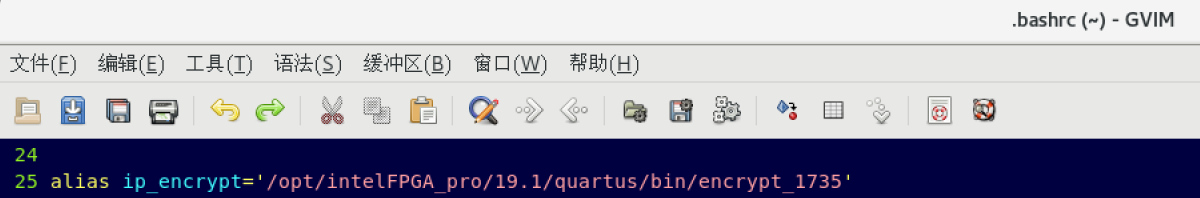 .bashrc (~) - GVIM
文件(F) 编辑(E) 工具(T) 语法(S) 缓冲区(B) 窗口(W) 帮助(H)
24
25 alias ip_encrypt='/opt/intelFPGA_pro/19.1/quartus/bin/encrypt_1735'